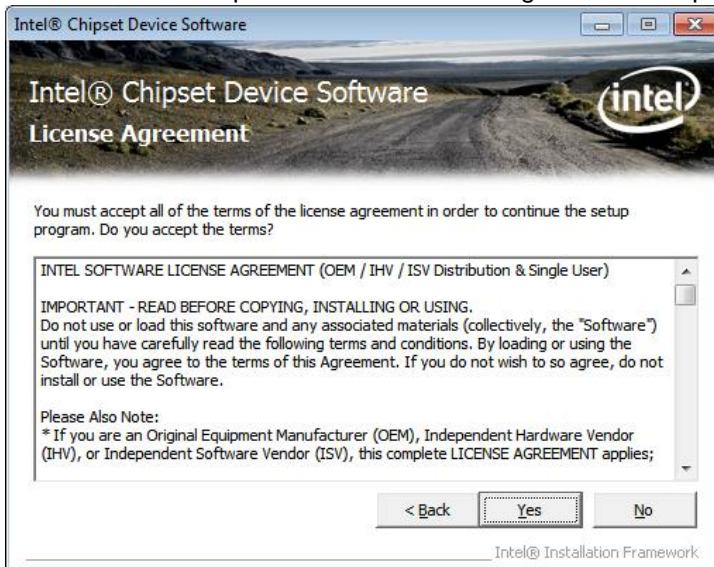 Intel® Chipset Device Software
Intel® Chipset Device Software
intel
License Agreement
You must accept all of the terms of the license agreement in order to continue the setup
program. Do you accept the terms?
INTEL SOFTWARE LICENSE AGREEMENT (OEM / IHV / ISV Distribution & Single User)
IMPORTANT - READ BEFORE COPYING, INSTALLING OR USING.
Do not use or load this software and any associated materials (collectively, the "Software")
until you have carefully read the following terms and conditions. By loading or using the
Software, you agree to the terms of this Agreement. If you do not wish to so agree, do not
install or use the Software.
Please Also Note:
* If you are an Original Equipment Manufacturer (OEM), Independent Hardware Vendor
(IHV), or Independent Software Vendor (ISV), this complete LICENSE AGREEMENT applies;
< Back Yes No
Intel® Installation Framework